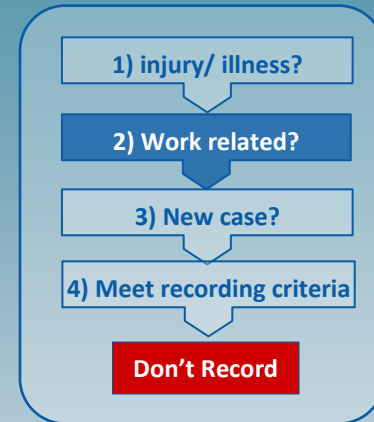 1) injury/ illness?
2) Work related?
3) New case?
4) Meet recording criteria
Don’t Record